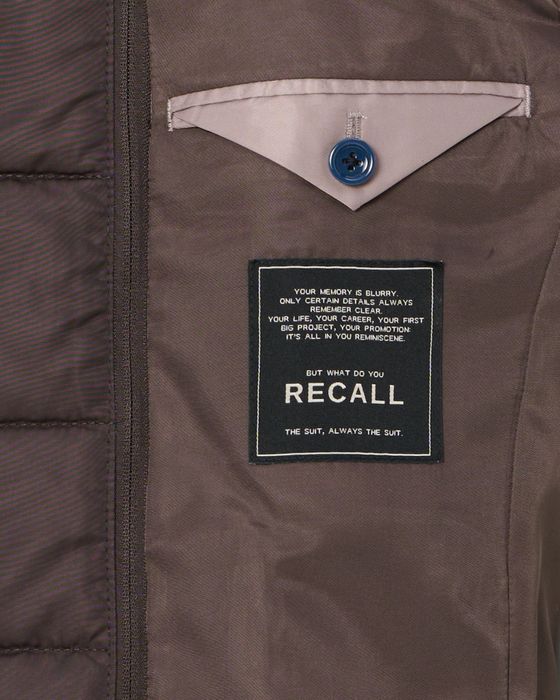 YOUR MEMORY IS BLURRY.
ONLY CERTAIN DETAILS ALWAYS
REMEMBER CLEAR.
YOUR LIFE, YOUR CAREER, YOUR FIRST
BIG PROJECT, YOUR PROMOTION:
IT'S ALL IN YOU REMINISCENE.
BUT WHAT DO YOU
RECALL
THE SUIT, ALWAYS THE SUIT.